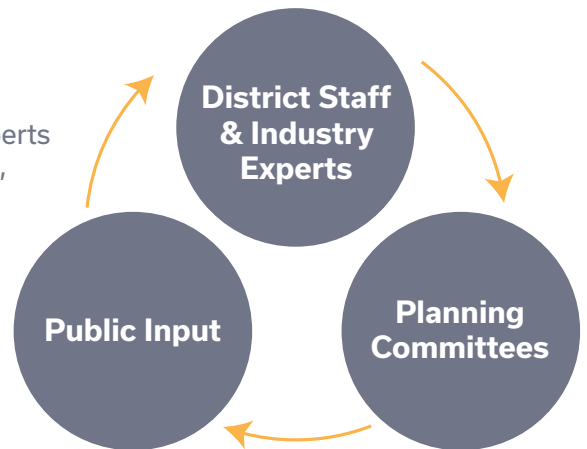 District Staff
& Industry
Experts
Public Input
Planning
Committees